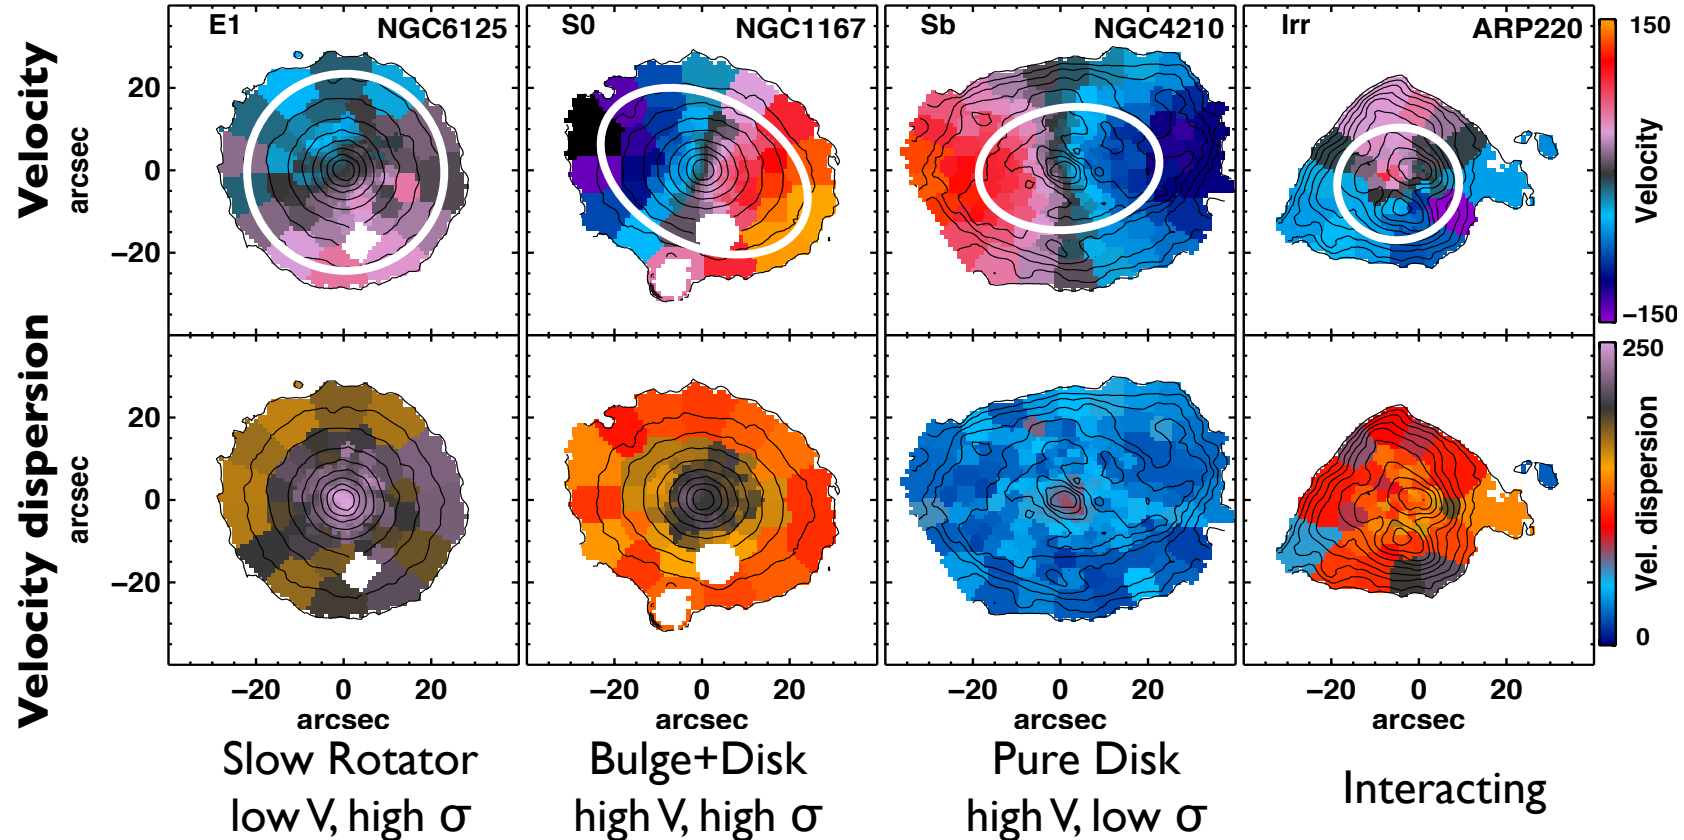 E1 NGC6125
S0 NGC1167
Sb NGC4210
Irr ARP220
Velocity
arcsec
20
0
−20
150
Velocity
−150
Velocity dispersion
arcsec
20
0
−20
250
Vel. dispersion
0
−20 0 20
−20 0 20
−20 0 20
−20 0 20
arcsec
arcsec
arcsec
arcsec
Slow Rotator
low V, high σ
Bulge+Disk
high V, high σ
Pure Disk
high V, low σ
Interacting